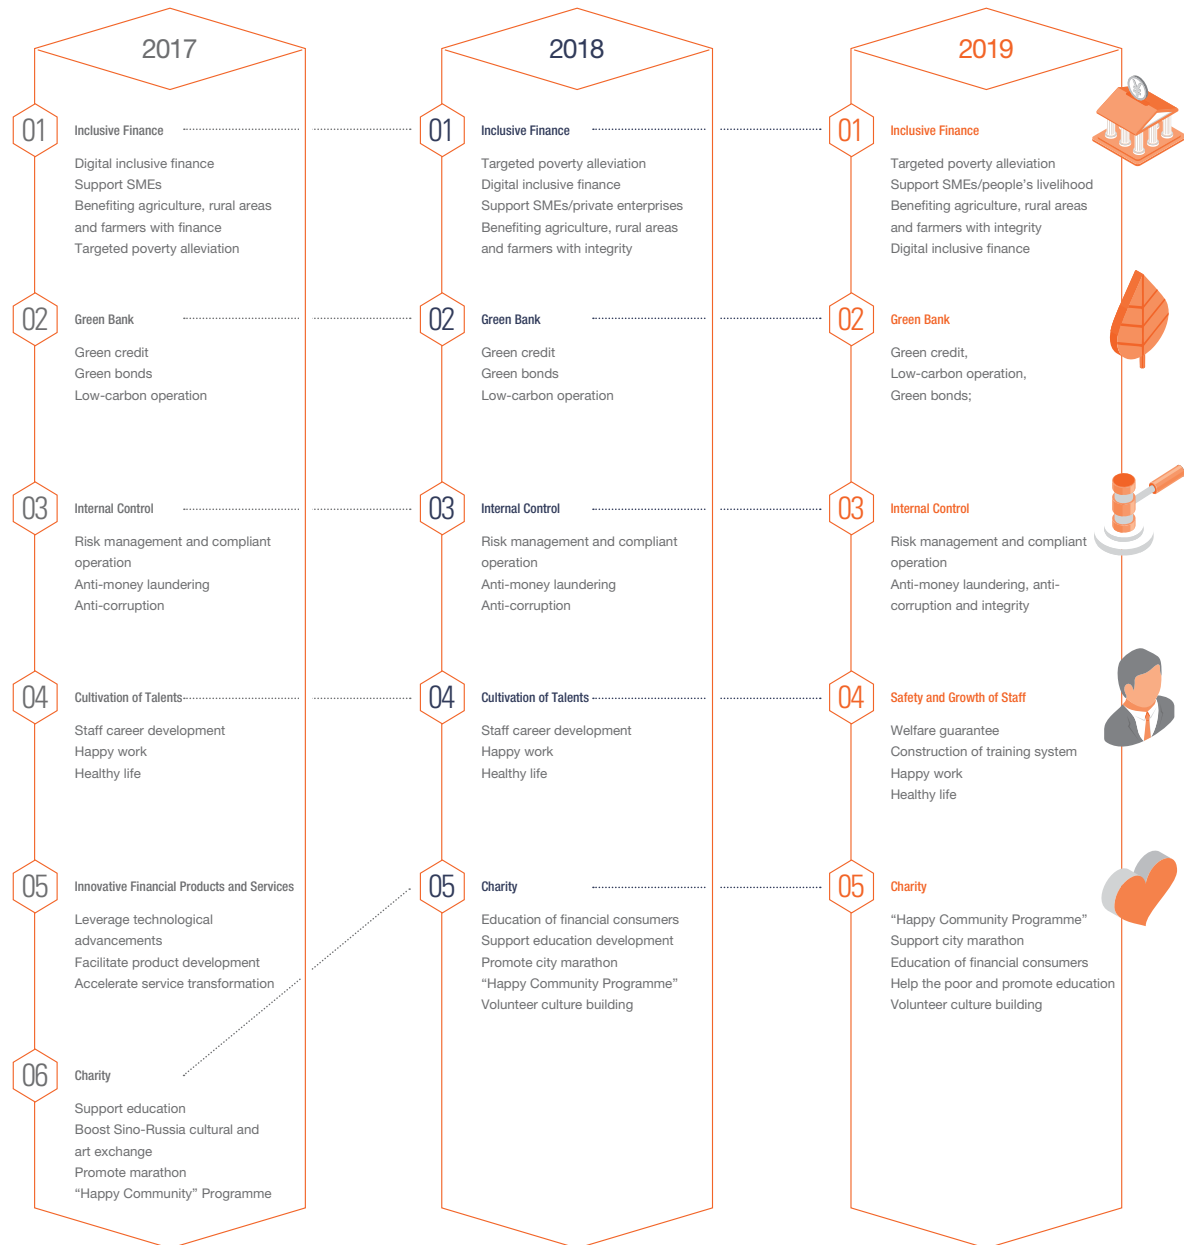 2017
01
Inclusive Finance
Digital inclusive finance
Support SMEs
Benefiting agriculture, rural areas
and farmers with finance
Targeted poverty alleviation
02
Green Bank
Green credit
Green bonds
Low-carbon operation
03
Internal Control
Risk management and compliant
operation
Anti-money laundering
Anti-corruption
04
Cultivation of Talents
Staff career development
Happy work
Healthy life
05
Innovative Financial Products and Services
Leverage technological
advancements
Facilitate product development
Accelerate service transformation
06
Charity
Support education
Boost Sino-Russia cultural and
art exchange
Promote marathon
“Happy Community” Programme
2018
01
Inclusive Finance
Targeted poverty alleviation
Digital inclusive finance
Support SMEs/private enterprises
Benefiting agriculture, rural areas
and farmers with integrity
02
Green Bank
Green credit
Green bonds
Low-carbon operation
03
Internal Control
Risk management and compliant
operation
Anti-money laundering
Anti-corruption
04
Cultivation of Talents
Staff career development
Happy work
Healthy life
05
Charity
Education of financial consumers
Support education development
Promote city marathon
“Happy Community Programme”
Volunteer culture building
2019
01
Inclusive Finance
Targeted poverty alleviation
Support SMEs/people’s livelihood
Benefiting agriculture, rural areas
and farmers with integrity
Digital inclusive finance
02
Green Bank
Green credit,
Low-carbon operation,
Green bonds;
03
Internal Control
Risk management and compliant
operation
Anti-money laundering, anti-
corruption and integrity
04
Safety and Growth of Staff
Welfare guarantee
Construction of training system
Happy work
Healthy life
05
Charity
“Happy Community Programme”
Support city marathon
Education of financial consumers
Help the poor and promote education
Volunteer culture building